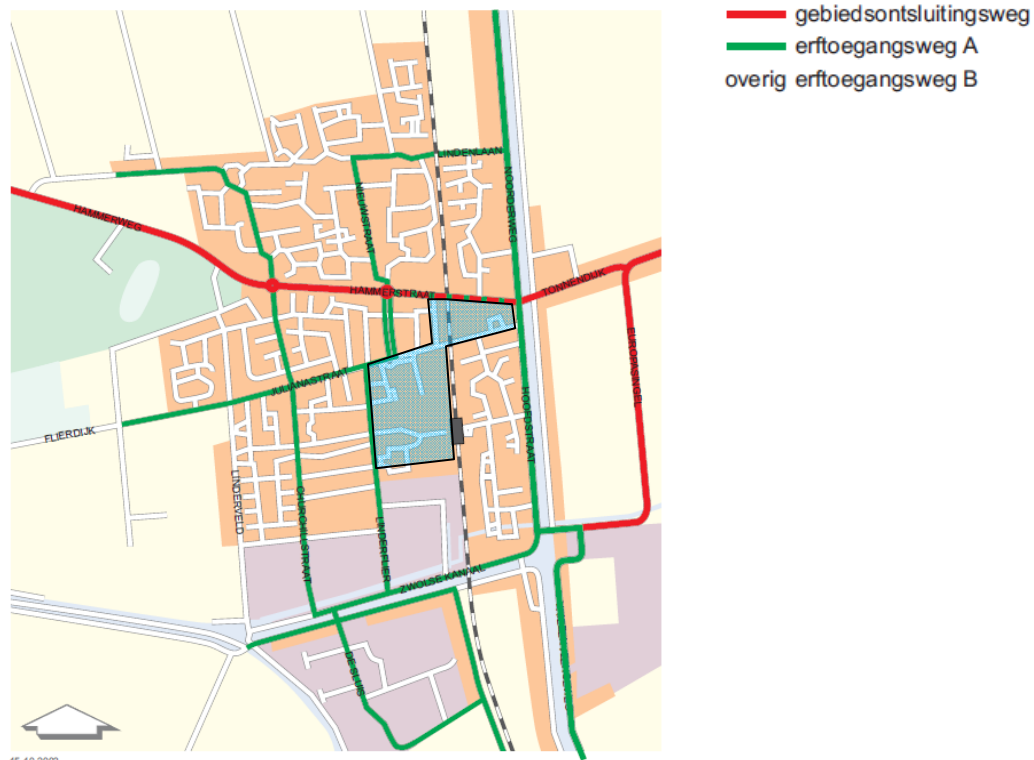 gebiedsontsluitingsweg
erftoegangsweg A
overig erftoegangsweg B
LINDENLAAN
NIEUWSTRAAT
NOORDERWEG
HAMMERWEG
HAMMERSTRAAT
TONNENDIJK
EUROPASINGEL
JULIANASTRAAT
HOOFDSTRAAT
FLIERDIJK
LINDERVELD
CHURCHILLSTRAAT
LINDERFLIER
ZWOLSE KANAAL
DE SLUIS